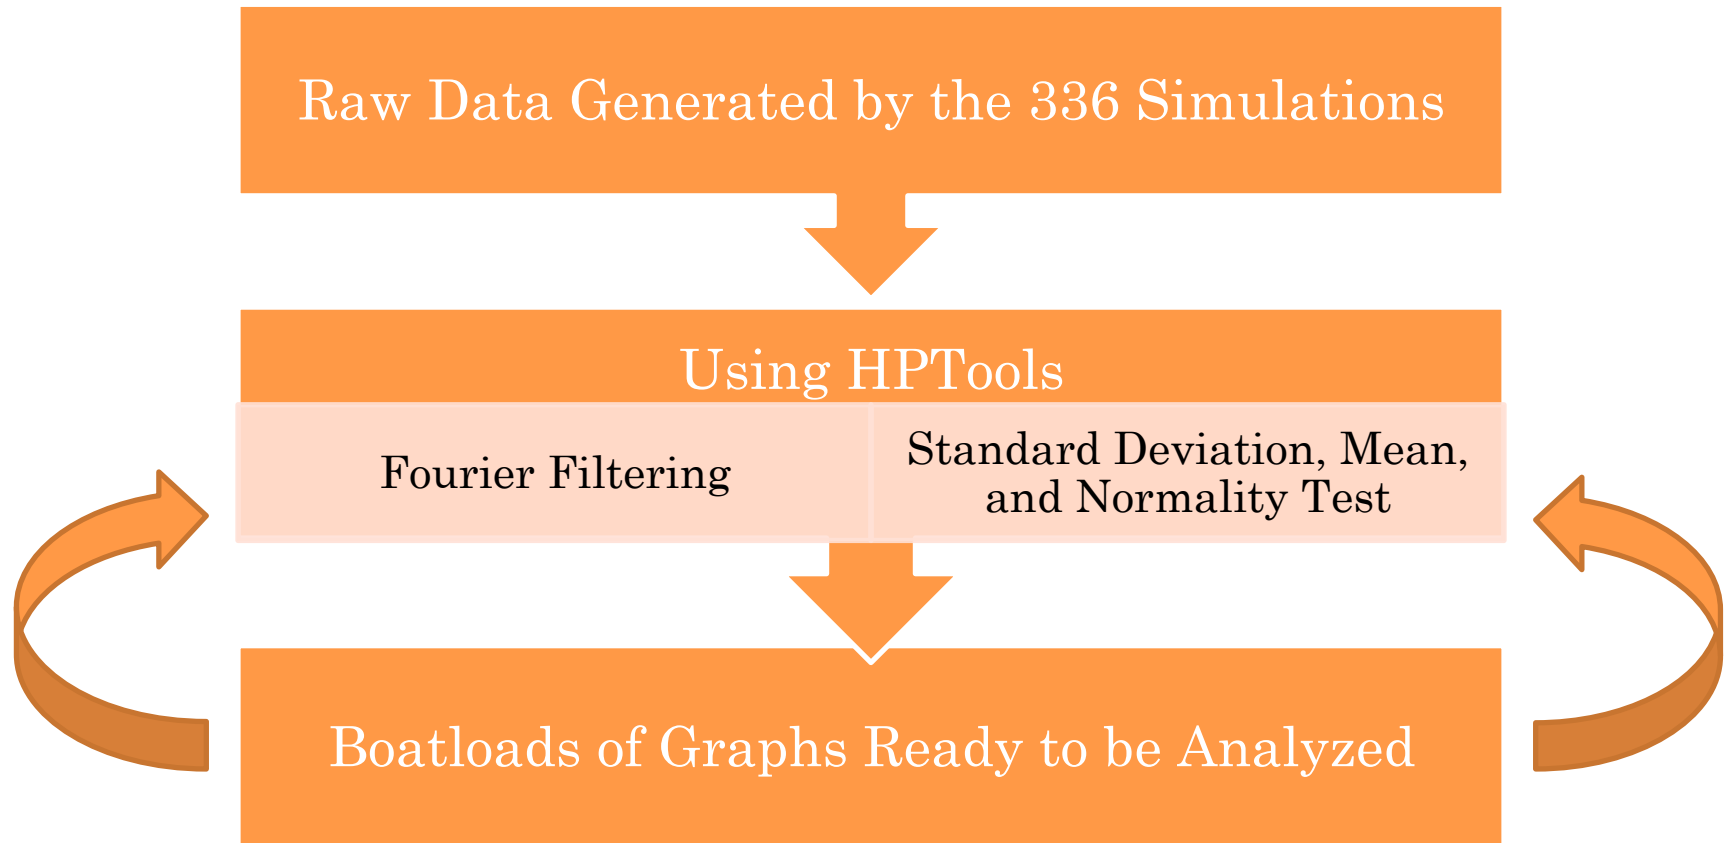 Raw Data Generated by the 336 Simulations
Using HPTools
Fourier Filtering
Standard Deviation, Mean,
and Normality Test
Boatloads of Graphs Ready to be Analyzed